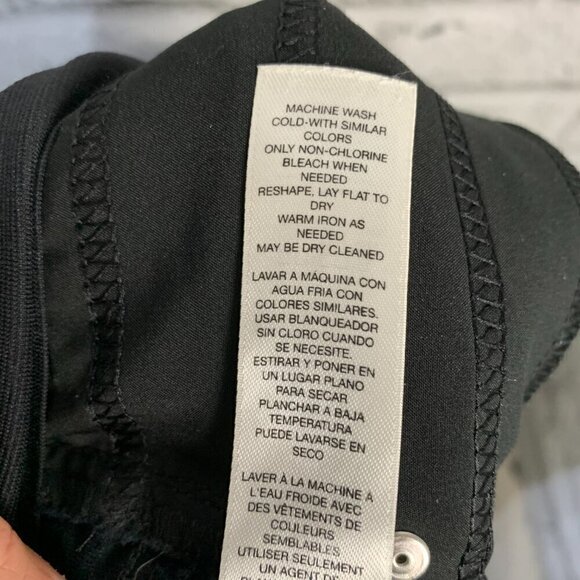 MACHINE WASH
COLD-WITH SIMILAR
COLORS
ONLY NON-CHLORINE
BLEACH WHEN
NEEDED
RESHAPE, LAY FLAT TO
DRY
WARM IRON AS
NEEDED
MAY BE DRY CLEANED
LAVAR A MÁQUINA CON
AGUA FRIA CON
COLORES SIMILARES.
USAR BLANQUEADOR
SIN CLORO CUANDO
SE NECESITE.
ESTIRAR Y PONER EN
UN LUGAR PLANO
PARA SECAR
PLANCHAR A BAJA
TEMPERATURA
PUEDE LAVARSE EN
SECO
LAVER À LA MACHINE A
L'EAU FROIDE AVEC
DES VÊTEMENTS DE
COULEURS
SEMBLABLES
UTILISER SEULEMENT
UN AGENT DE